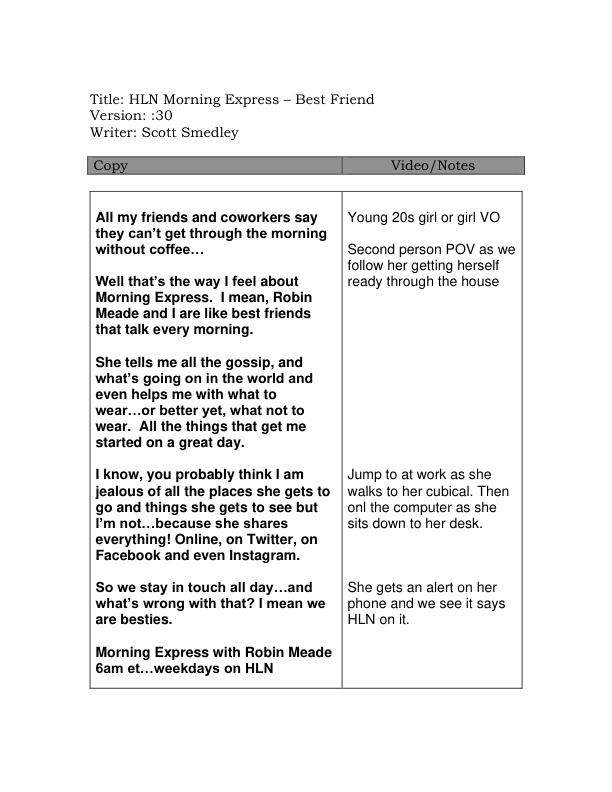 Title: HLN Morning Express – Best Friend
Version: :30
Writer: Scott Smedley
Copy
Video/Notes
All my friends and coworkers say
they can't get through the morning
without coffee…
Well that's the way I feel about
Morning Express.  I mean, Robin
Meade and I are like best friends
that talk every morning.
She tells me all the gossip, and
what's going on in the world and
even helps me with what to
wear…or better yet, what not to
wear.  All the things that get me
started on a great day.
I know, you probably think I am
jealous of all the places she gets to
go and things she gets to see but
I'm not…because she shares
everything! Online, on Twitter, on
Facebook and even Instagram.
So we stay in touch all day…and
what's wrong with that? I mean we
are besties.
Morning Express with Robin Meade
6am et…weekdays on HLN
Young 20s girl or girl VO
Second person POV as we
follow her getting herself
ready through the house
Jump to at work as she
walks to her cubical. Then
onl the computer as she
sits down to her desk.
She gets an alert on her
phone and we see it says
HLN on it.